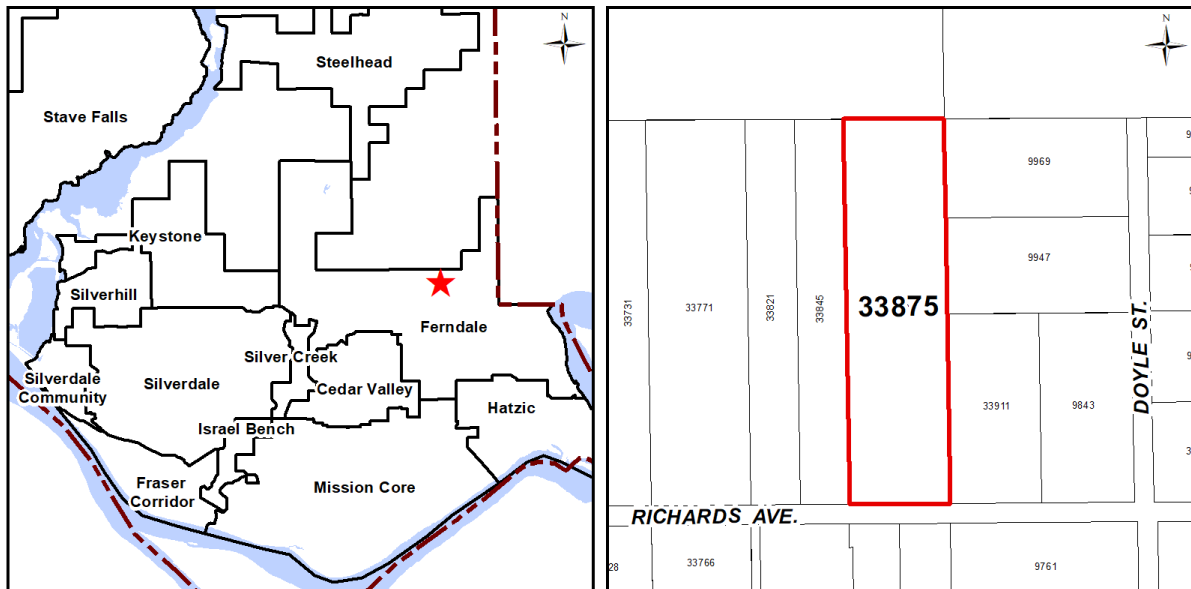 N
Steelhead
Stave Falls
Keystone
Silverhill
Ferndale
Silver Creek
Silverdale
Community
Silverdale
Cedar Valley
Hatzic
Israel Bench
Fraser
Corridor
Mission Core
N
9969
9947
33731
33771
33821
33845
33875
33911
9843
DOYLE ST.
RICHARDS AVE.
33766
9761
28